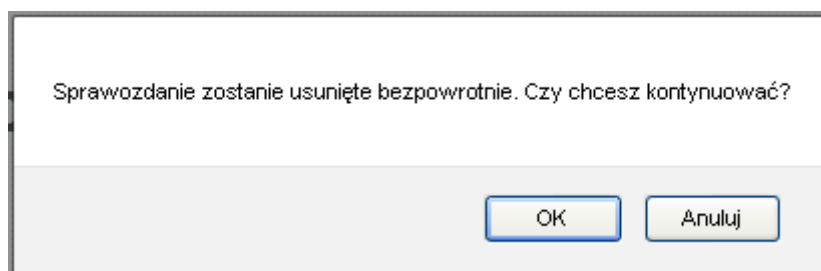 Sprawozdanie zostanie usunięte bezpowrotnie. Czy chcesz kontynuować?
OK Anuluj